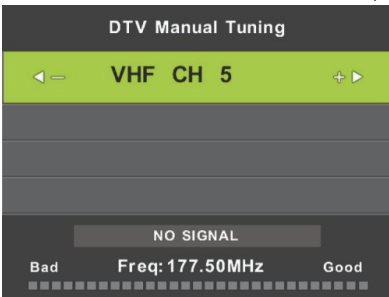 DTV Manual Tuning
VHF CH 5
NO SIGNAL
Bad Freq: 177.50MHz Good